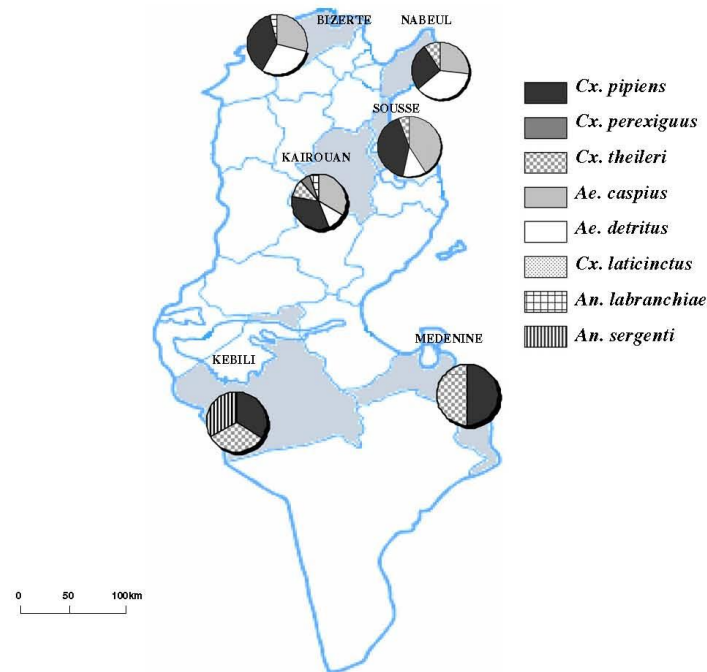 BIZERTE
NABEUL
SOUSSE
KAIROUAN
MEDENINE
KEBILI
Cx. pipiens
Cx. perexiguus
Cx. theileri
Ae. caspius
Ae. detritus
Cx. laticinctus
An. labranchiae
An. sergenti
0 50 100km